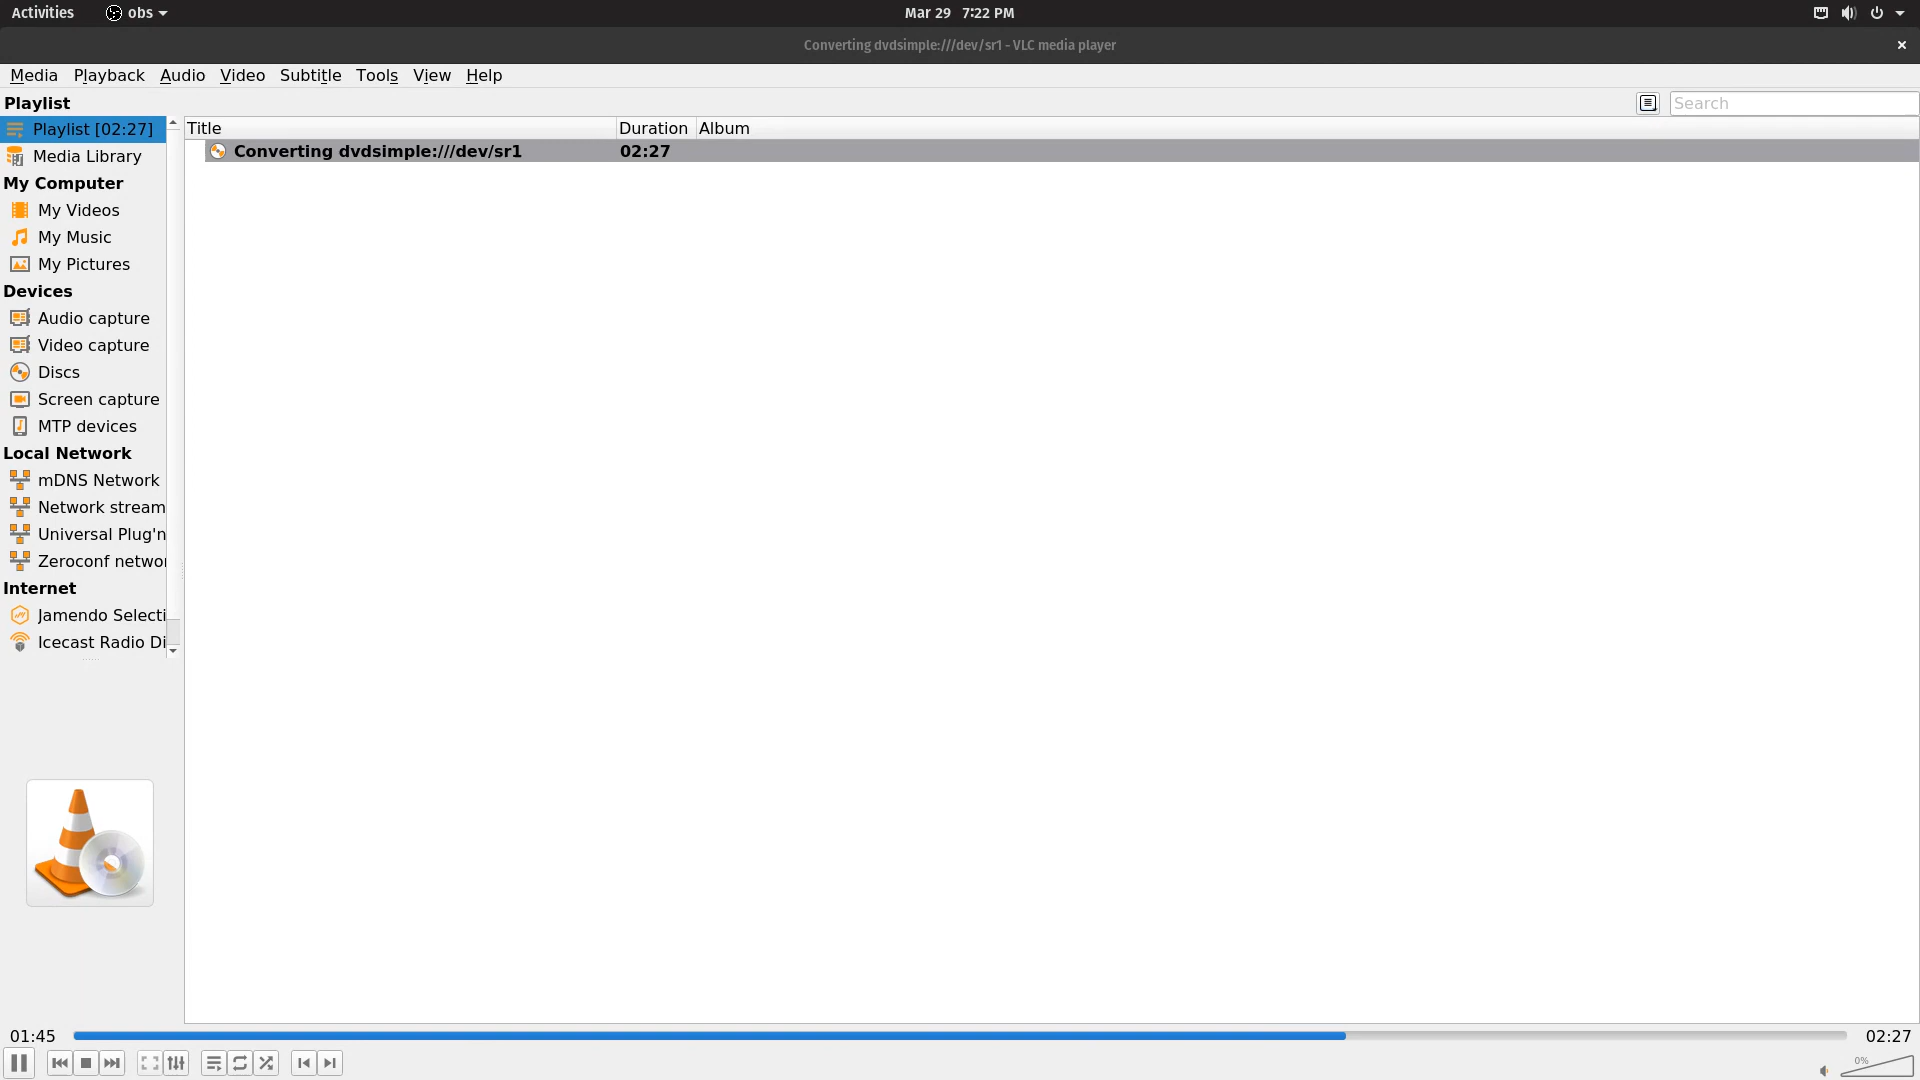 Activities
obs
Mar 29 7:22 PM
Converting dvdsimple:///dev/sr1 - VLC media player
Media Playback Audio Video Subtitle Tools View Help
Playlist
Search
Playlist [02:27]
Media Library
My Computer
My Videos
My Music
My Pictures
Devices
Audio capture
Video capture
Discs
Screen capture
MTP devices
Local Network
mDNS Network
Network stream
Universal Plug'n
Zeroconf networ
Internet
Jamendo Selecti
Icecast Radio Di
Title Duration Album
Converting dvdsimple:///dev/sr1 02:27
01:45
02:27
0%